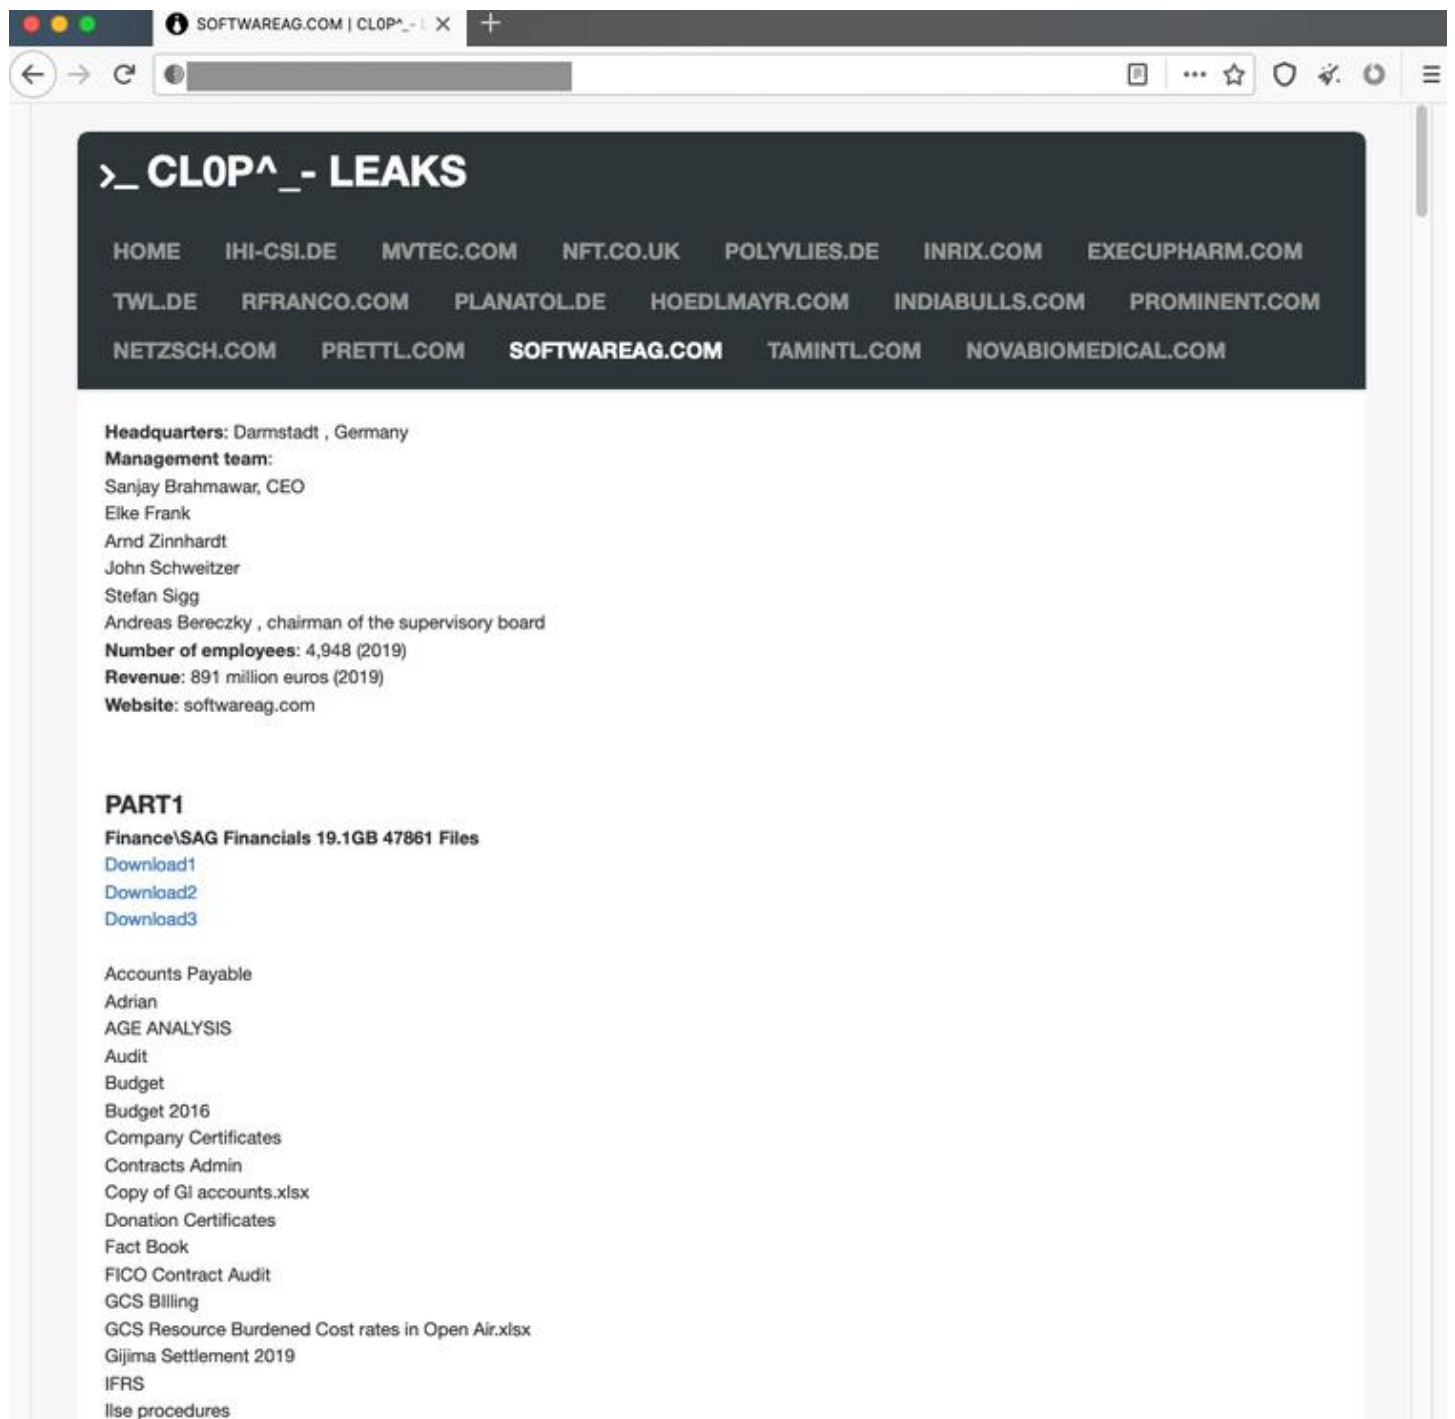 SOFTWAREAG.COM | CL0P^_- L
>_ CL0P^_- LEAKS
HOME IHI-CSI.DE MVTEC.COM NFT.CO.UK POLYVLIES.DE INRIX.COM EXECUPHARM.COM
TWL.DE RFRANCO.COM PLANATOL.DE HOEDLMAYR.COM INDIABULLS.COM PROMINENT.COM
NETZSCH.COM PRETTL.COM SOFTWAREAG.COM TAMINTL.COM NOVABIOMEDICAL.COM
Headquarters: Darmstadt , Germany
Management team:
Sanjay Brahmawar, CEO
Elke Frank
Arnd Zinnhardt
John Schweitzer
Stefan Sigg
Andreas Bereczky , chairman of the supervisory board
Number of employees: 4,948 (2019)
Revenue: 891 million euros (2019)
Website: softwareag.com
PART1
Finance\SAG Financials 19.1GB 47861 Files
Download1
Download2
Download3
Accounts Payable
Adrian
AGE ANALYSIS
Audit
Budget
Budget 2016
Company Certificates
Contracts Admin
Copy of Gl accounts.xlsx
Donation Certificates
Fact Book
FICO Contract Audit
GCS BIlling
GCS Resource Burdened Cost rates in Open Air.xlsx
Gijima Settlement 2019
IFRS
Ilse procedures